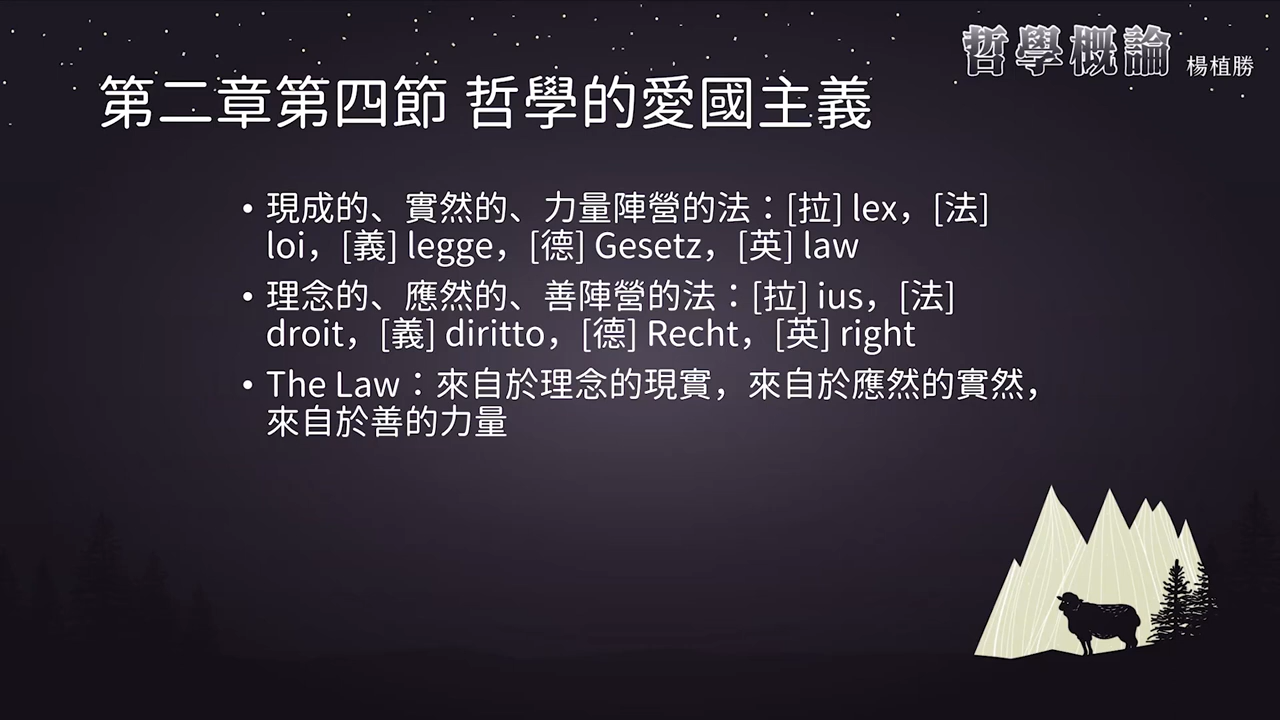 哲學概論 楊植勝
第二章第四節 哲學的愛國主義
• 現成的、實然的、力量陣營的法：[拉] lex，[法]
loi，[義] legge，[德] Gesetz，[英] law
• 理念的、應然的、善陣營的法：[拉] ius，[法]
droit，[義] diritto，[德] Recht，[英] right
• The Law：來自於理念的現實，來自於應然的實然，
來自於善的力量